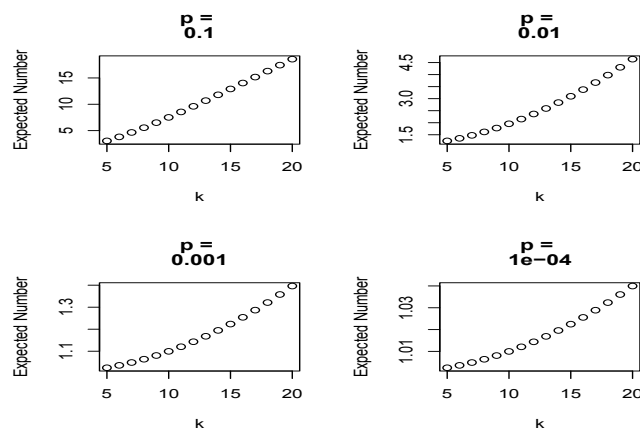 p =
0.1
Expected Number
5 10 15
5 10 15 20
k
p =
0.01
Expected Number
1.5 3.0 4.5
5 10 15 20
k
p =
0.001
Expected Number
1.1 1.3
5 10 15 20
k
p =
1e−04
Expected Number
1.01 1.03
5 10 15 20
k